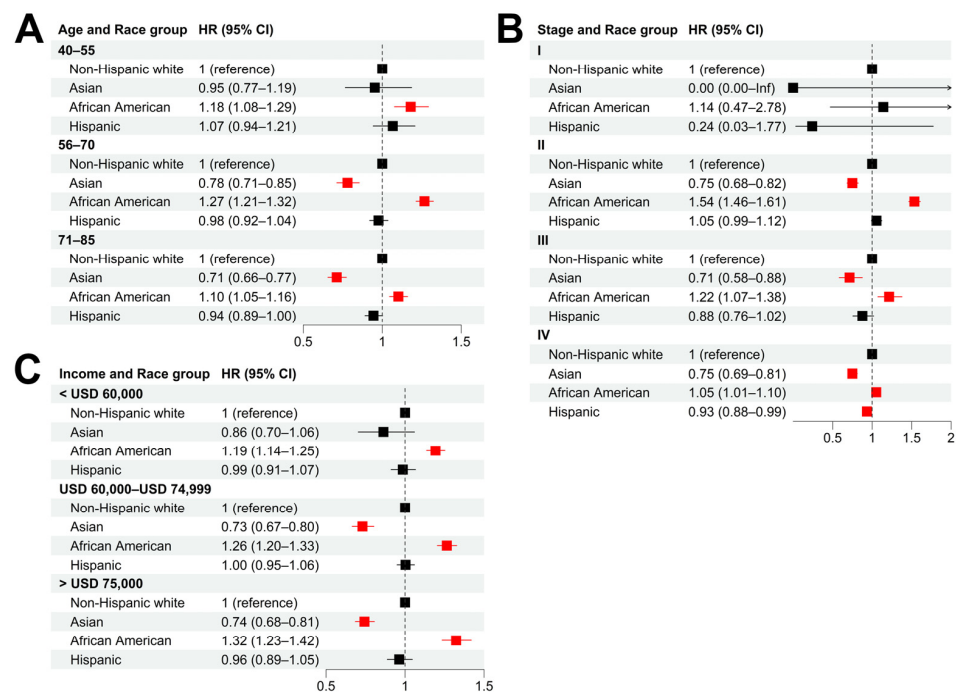 A
Age and Race group HR (95% CI)
40–55
Non-Hispanic white 1 (reference)
Asian 0.95 (0.77–1.19)
African American 1.18 (1.08–1.29)
Hispanic 1.07 (0.94–1.21)
56–70
Non-Hispanic white 1 (reference)
Asian 0.78 (0.71–0.85)
African American 1.27 (1.21–1.32)
Hispanic 0.98 (0.92–1.04)
71–85
Non-Hispanic white 1 (reference)
Asian 0.71 (0.66–0.77)
African American 1.10 (1.05–1.16)
Hispanic 0.94 (0.89–1.00)
0.5 1 1.5
B
Stage and Race group HR (95% CI)
I
Non-Hispanic white 1 (reference)
Asian 0.00 (0.00–Inf)
African American 1.14 (0.47–2.78)
Hispanic 0.24 (0.03–1.77)
II
Non-Hispanic white 1 (reference)
Asian 0.75 (0.68–0.82)
African American 1.54 (1.46–1.61)
Hispanic 1.05 (0.99–1.12)
III
Non-Hispanic white 1 (reference)
Asian 0.71 (0.58–0.88)
African American 1.22 (1.07–1.38)
Hispanic 0.88 (0.76–1.02)
IV
Non-Hispanic white 1 (reference)
Asian 0.75 (0.69–0.81)
African American 1.05 (1.01–1.10)
Hispanic 0.93 (0.88–0.99)
0.5 1 1.5 2
C
Income and Race group HR (95% CI)
< USD 60,000
Non-Hispanic white 1 (reference)
Asian 0.86 (0.70–1.06)
African American 1.19 (1.14–1.25)
Hispanic 0.99 (0.91–1.07)
USD 60,000–USD 74,999
Non-Hispanic white 1 (reference)
Asian 0.73 (0.67–0.80)
African American 1.26 (1.20–1.33)
Hispanic 1.00 (0.95–1.06)
> USD 75,000
Non-Hispanic white 1 (reference)
Asian 0.74 (0.68–0.81)
African American 1.32 (1.23–1.42)
Hispanic 0.96 (0.89–1.05)
0.5 1 1.5